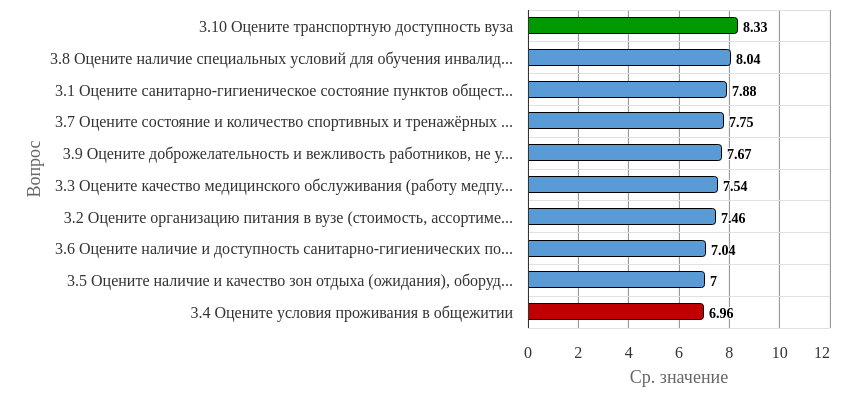 3.10 Оцените транспортную доступность вуза 8.33
3.8 Оцените наличие специальных условий для обучения инвалид... 8.04
3.1 Оцените санитарно-гигиеническое состояние пунктов общест... 7.88
3.7 Оцените состояние и количество спортивных и тренажёрных ... 7.75
3.9 Оцените доброжелательность и вежливость работников, не у... 7.67
3.3 Оцените качество медицинского обслуживания (работу медпу... 7.54
3.2 Оцените организацию питания в вузе (стоимость, ассортиме... 7.46
3.6 Оцените наличие и доступность санитарно-гигиенических по... 7.04
3.5 Оцените наличие и качество зон отдыха (ожидания), оборуд... 7
3.4 Оцените условия проживания в общежитии 6.96
Вопрос
0 2 4 6 8 10 12
Ср. значение